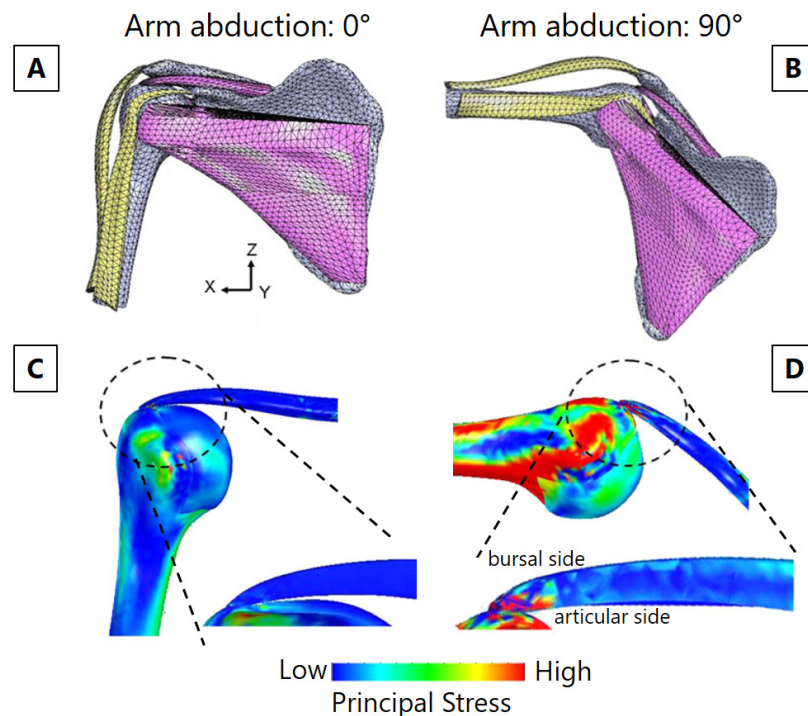 Arm abduction: 0°
Arm abduction: 90°
A
B
Z
X
Y
C
D
bursal side
articular side
Low
High
Principal Stress